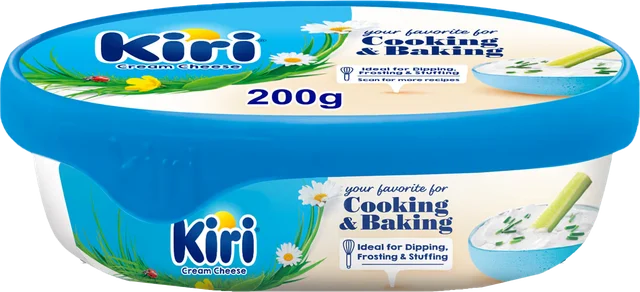 Kiri
Cream Cheese
your favorite for
Cooking
& Baking
Ideal for Dipping,
Frosting & Stuffing
Scan for more recipes
200g
your favorite for
Cooking
& Baking
Ideal for Dipping,
Frosting & Stuffing
Kiri
Cream Cheese